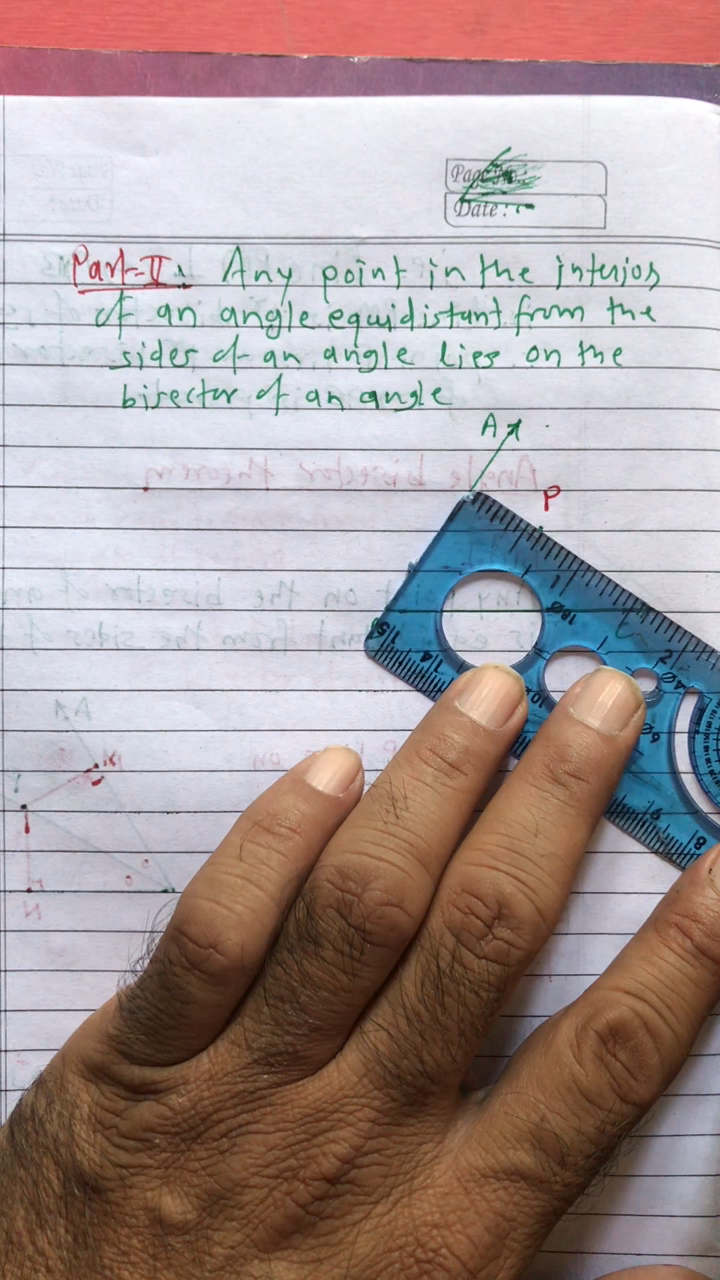 Page No.:
Date:
Part-II: Any point in the interior
of an angle equidistant from the
sides of an angle lies on the
bisector of an angle
A
P